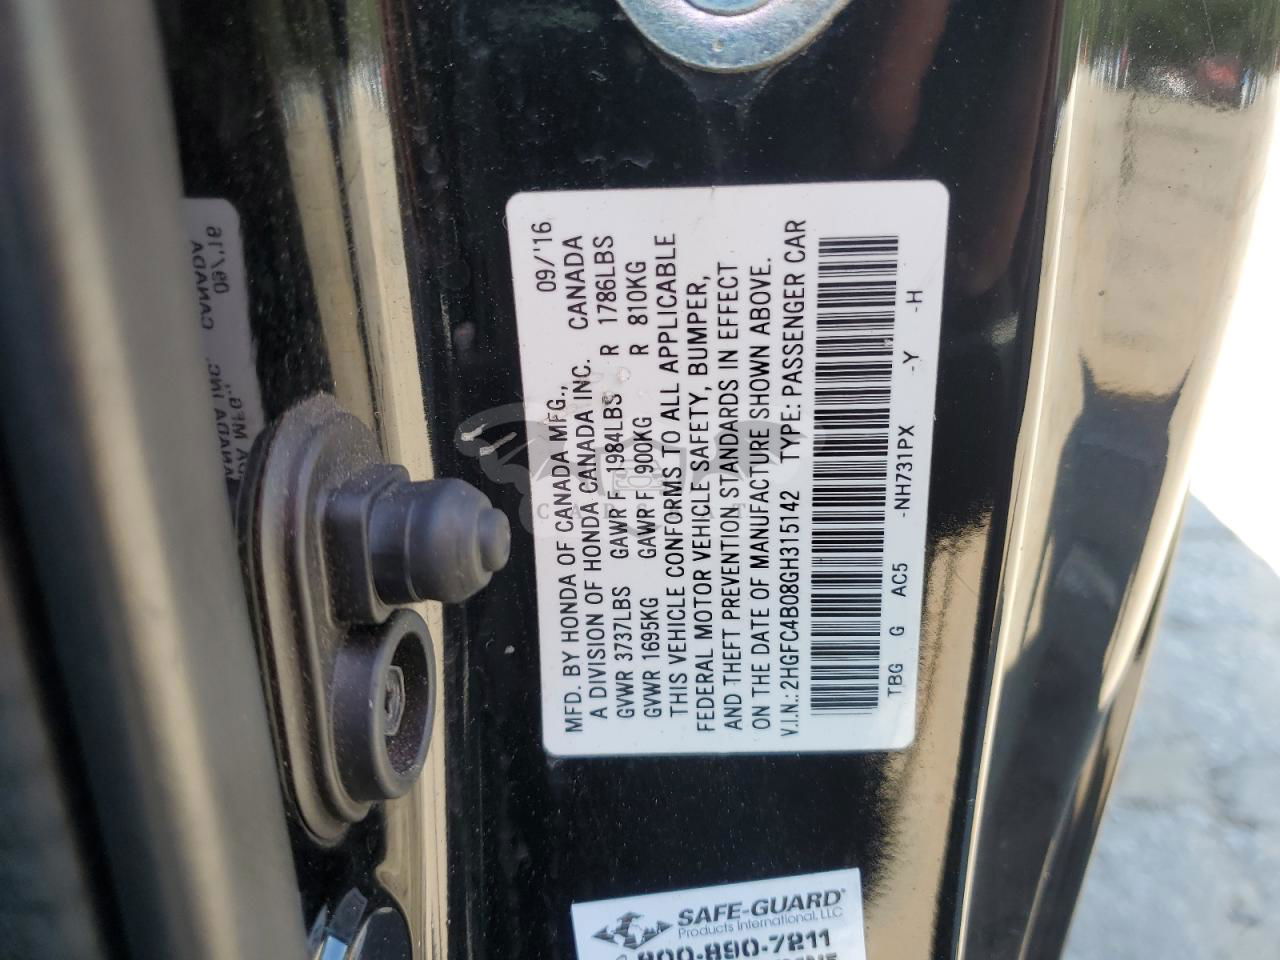 MFD. BY HONDA OF CANADA MFG., 09/'16
A DIVISION OF HONDA CANADA INC. CANADA
GVWR 3737LBS GAWR F 1984LBS R 1786LBS
GVWR 1695KG GAWR F 900KG R 810KG
THIS VEHICLE CONFORMS TO ALL APPLICABLE
FEDERAL MOTOR VEHICLE SAFETY, BUMPER,
AND THEFT PREVENTION STANDARDS IN EFFECT
ON THE DATE OF MANUFACTURE SHOWN ABOVE.
V.I.N.: 2HGFC4B08GH315142 TYPE: PASSENGER CAR
TBG G AC5 -NH731PX -Y -H
SAFE-GUARD®
Products International, LLC
800-890-7211